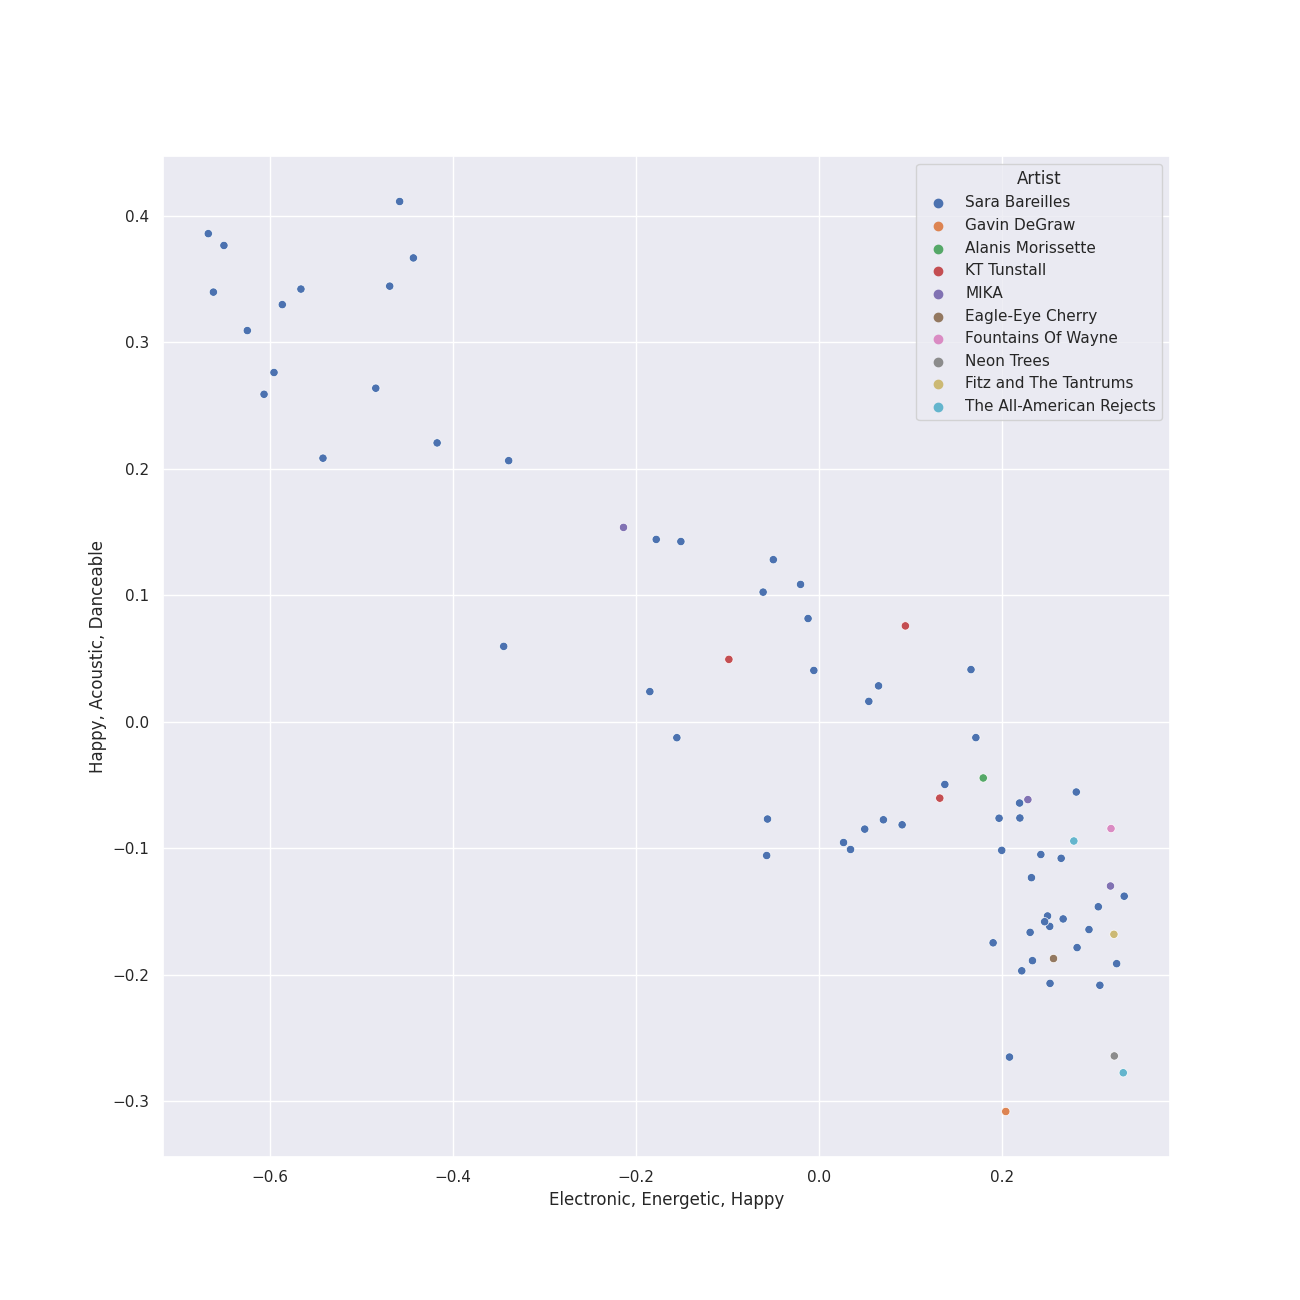 Artist
Sara Bareilles
Gavin DeGraw
Alanis Morissette
KT Tunstall
MIKA
Eagle-Eye Cherry
Fountains Of Wayne
Neon Trees
Fitz and The Tantrums
The All-American Rejects
0.4
0.3
0.2
0.1
0.0
−0.1
−0.2
−0.3
Happy, Acoustic, Danceable
−0.6 −0.4 −0.2 0.0 0.2
Electronic, Energetic, Happy